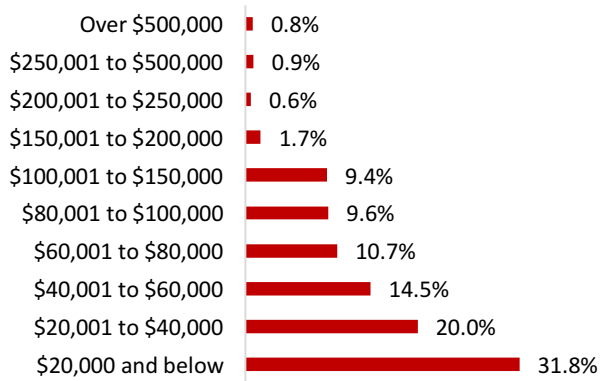 Over $500,000 0.8%
$250,001 to $500,000 0.9%
$200,001 to $250,000 0.6%
$150,001 to $200,000 1.7%
$100,001 to $150,000 9.4%
$80,001 to $100,000 9.6%
$60,001 to $80,000 10.7%
$40,001 to $60,000 14.5%
$20,001 to $40,000 20.0%
$20,000 and below 31.8%